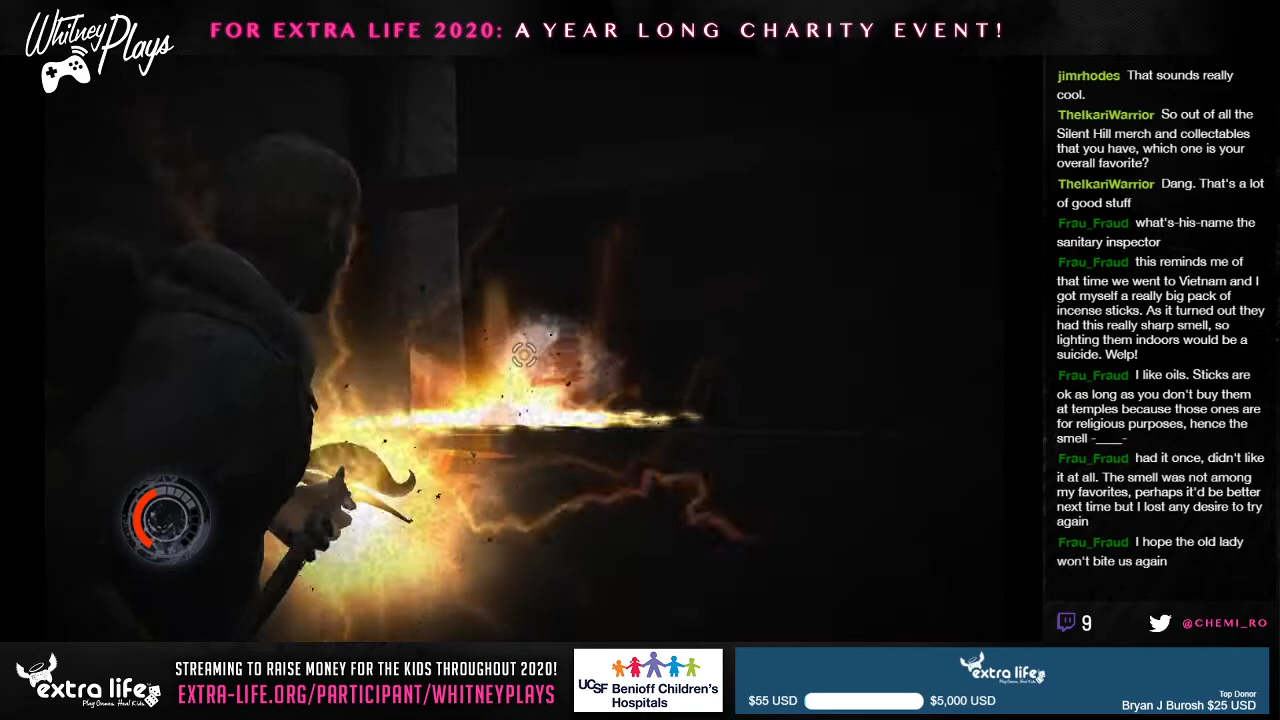 Whitney Plays
FOR EXTRA LIFE 2020: A YEAR LONG CHARITY EVENT!
jimrhodes That sounds really
cool.
TheIkariWarrior So out of all the
Silent Hill merch and collectables
that you have, which one is your
overall favorite?
TheIkariWarrior Dang. That's a lot
of good stuff
Frau_Fraud what's-his-name the
sanitary inspector
Frau_Fraud this reminds me of
that time we went to Vietnam and I
got myself a really big pack of
incense sticks. As it turned out they
had this really sharp smell, so
lighting them indoors would be a
suicide. Welp!
Frau_Fraud I like oils. Sticks are
ok as long as you don't buy them
at temples because those ones are
for religious purposes, hence the
smell -____-
Frau_Fraud had it once, didn't like
it at all. The smell was not among
my favorites, perhaps it'd be better
next time but I lost any desire to try
again
Frau_Fraud I hope the old lady
won't bite us again
9
@CHEMI_RO
extra life
Play Games. Heal Kids.
STREAMING TO RAISE MONEY FOR THE KIDS THROUGHOUT 2020!
EXTRA-LIFE.ORG/PARTICIPANT/WHITNEYPLAYS
UCSF Benioff Children's
Hospitals
extra life
Play Games. Heal Kids.
$55 USD
$5,000 USD
Top Donor
Bryan J Burosh $25 USD